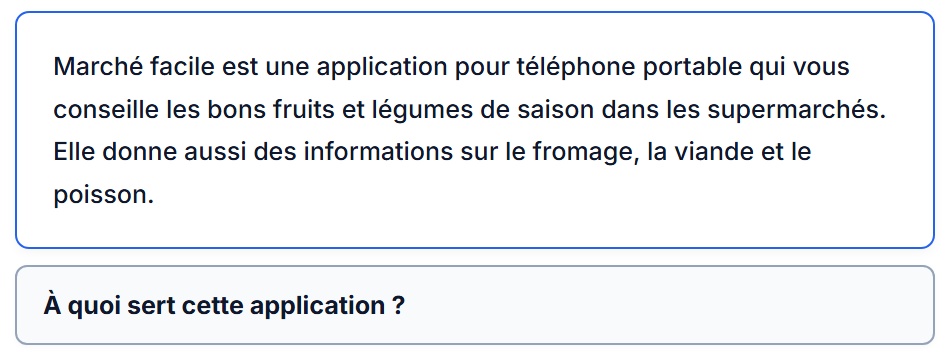 Marché facile est une application pour téléphone portable qui vous
conseille les bons fruits et légumes de saison dans les supermarchés.
Elle donne aussi des informations sur le fromage, la viande et le
poisson.
À quoi sert cette application ?